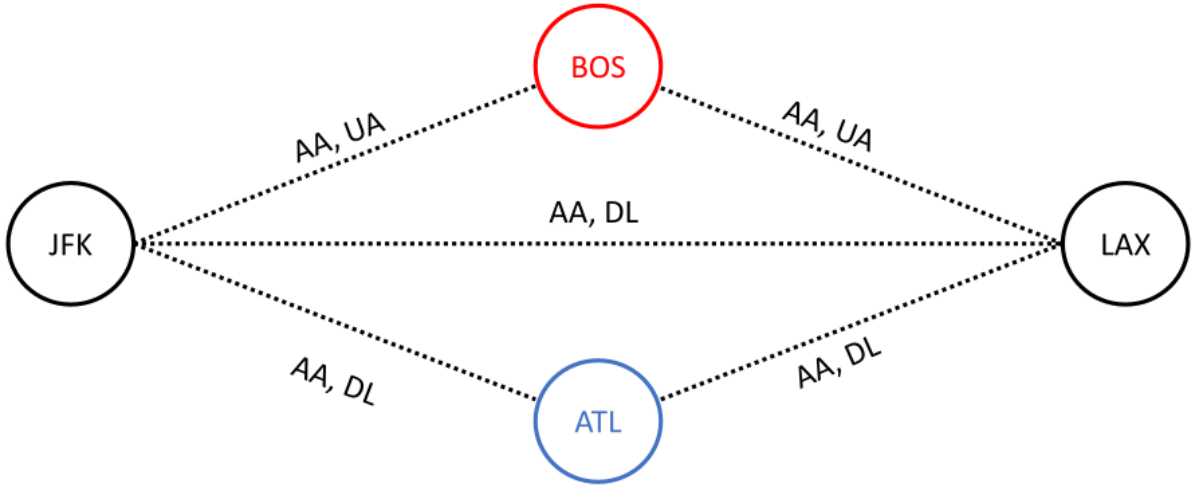 BOS
AA, UA
AA, UA
AA, DL
JFK
LAX
AA, DL
AA, DL
ATL